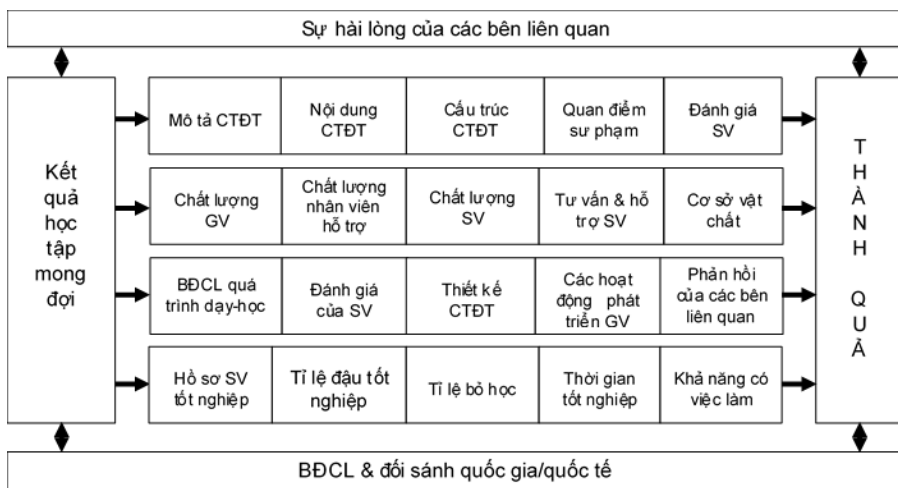 Sự hài lòng của các bên liên quan
Kết
quả
học
tập
mong
đợi
Mô tả CTĐT
Nội dung
CTĐT
Cấu trúc
CTĐT
Quan điểm
sư phạm
Đánh giá
SV
Chất lượng
GV
Chất lượng
nhân viên
hỗ trợ
Chất lượng
SV
Tư vấn & hỗ
trợ SV
Cơ sở vật
chất
BĐCL quá
trình dạy-học
Đánh giá
của SV
Thiết kế
CTĐT
Các hoạt
động phát
triển GV
Phản hồi
của các bên
liên quan
Hồ sơ SV
tốt nghiệp
Tỉ lệ đậu tốt
nghiệp
Tỉ lệ bỏ học
Thời gian
tốt nghiệp
Khả năng có
việc làm
T
H
À
N
H
Q
U
Ả
BĐCL & đối sánh quốc gia/quốc tế